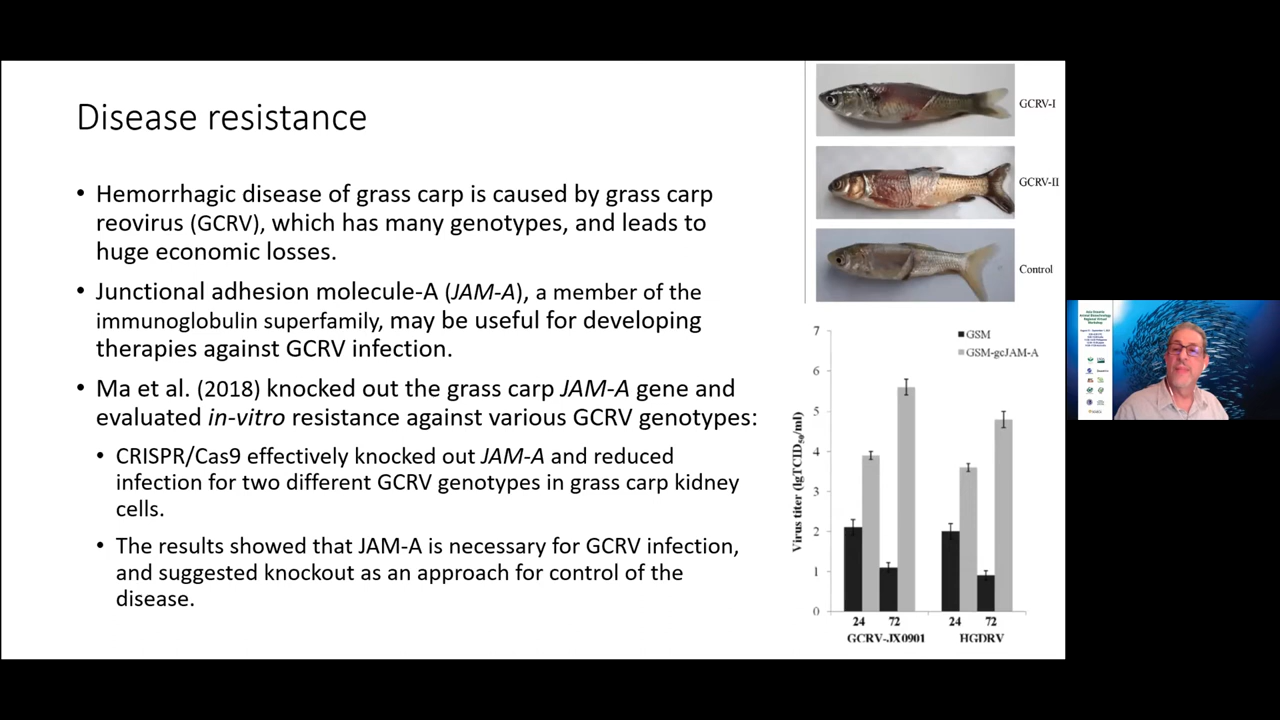 Disease resistance
• Hemorrhagic disease of grass carp is caused by grass carp
reovirus (GCRV), which has many genotypes, and leads to
huge economic losses.
• Junctional adhesion molecule-A (JAM-A), a member of the
immunoglobulin superfamily, may be useful for developing
therapies against GCRV infection.
• Ma et al. (2018) knocked out the grass carp JAM-A gene and
evaluated in-vitro resistance against various GCRV genotypes:
• CRISPR/Cas9 effectively knocked out JAM-A and reduced
infection for two different GCRV genotypes in grass carp kidney
cells.
• The results showed that JAM-A is necessary for GCRV infection,
and suggested knockout as an approach for control of the
disease.
GCRV-I
GCRV-II
Control
GSM
GSM-gcJAM-A
Virus titer (lgTCID50/ml)
7
6
5
4
3
2
1
0
24 72 24 72
GCRV-JX0901 HGDRV
Animal Biotechnology
Regional Virtual
Workshop